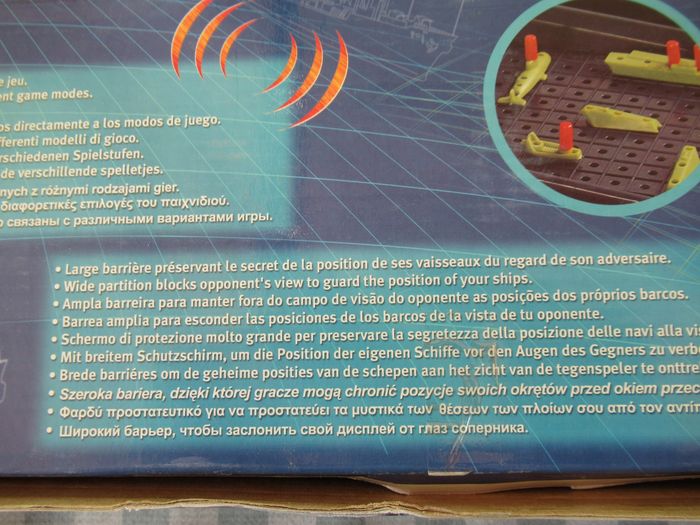 e jeu.
ent game modes.
os directamente a los modos de juego.
fferenti modelli di gioco.
rschiedenen Spielstufen.
de verschillende spelletjes.
nych z różnymi rodzajami gier.
διαφορετικές επιλογές του παιχνιδιού.
о связаны с различными вариантами игры.
• Large barrière préservant le secret de la position de ses vaisseaux du regard de son adversaire.
• Wide partition blocks opponent's view to guard the position of your ships.
• Ampla barreira para manter fora do campo de visão do oponente as posições dos próprios barcos.
• Barrea amplia para esconder las posiciones de los barcos de la vista de tu oponente.
• Schermo di protezione molto grande per preservare la segretezza della posizione delle navi alla vis
• Mit breitem Schutzschirm, um die Position der eigenen Schiffe vor den Augen des Gegners zu verbe
• Brede barriéres om de geheime posities van de schepen aan het zicht van de tegenspeler te onttre
• Szeroka bariera, dzięki której gracze mogą chronić pozycje swoich okrętów przed okiem przec
• Φαρδύ προστατευτικό για να προστατεύει τα μυστικά των θέσεων των πλοίων σου από τον αντίπ
• Широкий барьер, чтобы заслонить свой дисплей от глаз соперника.